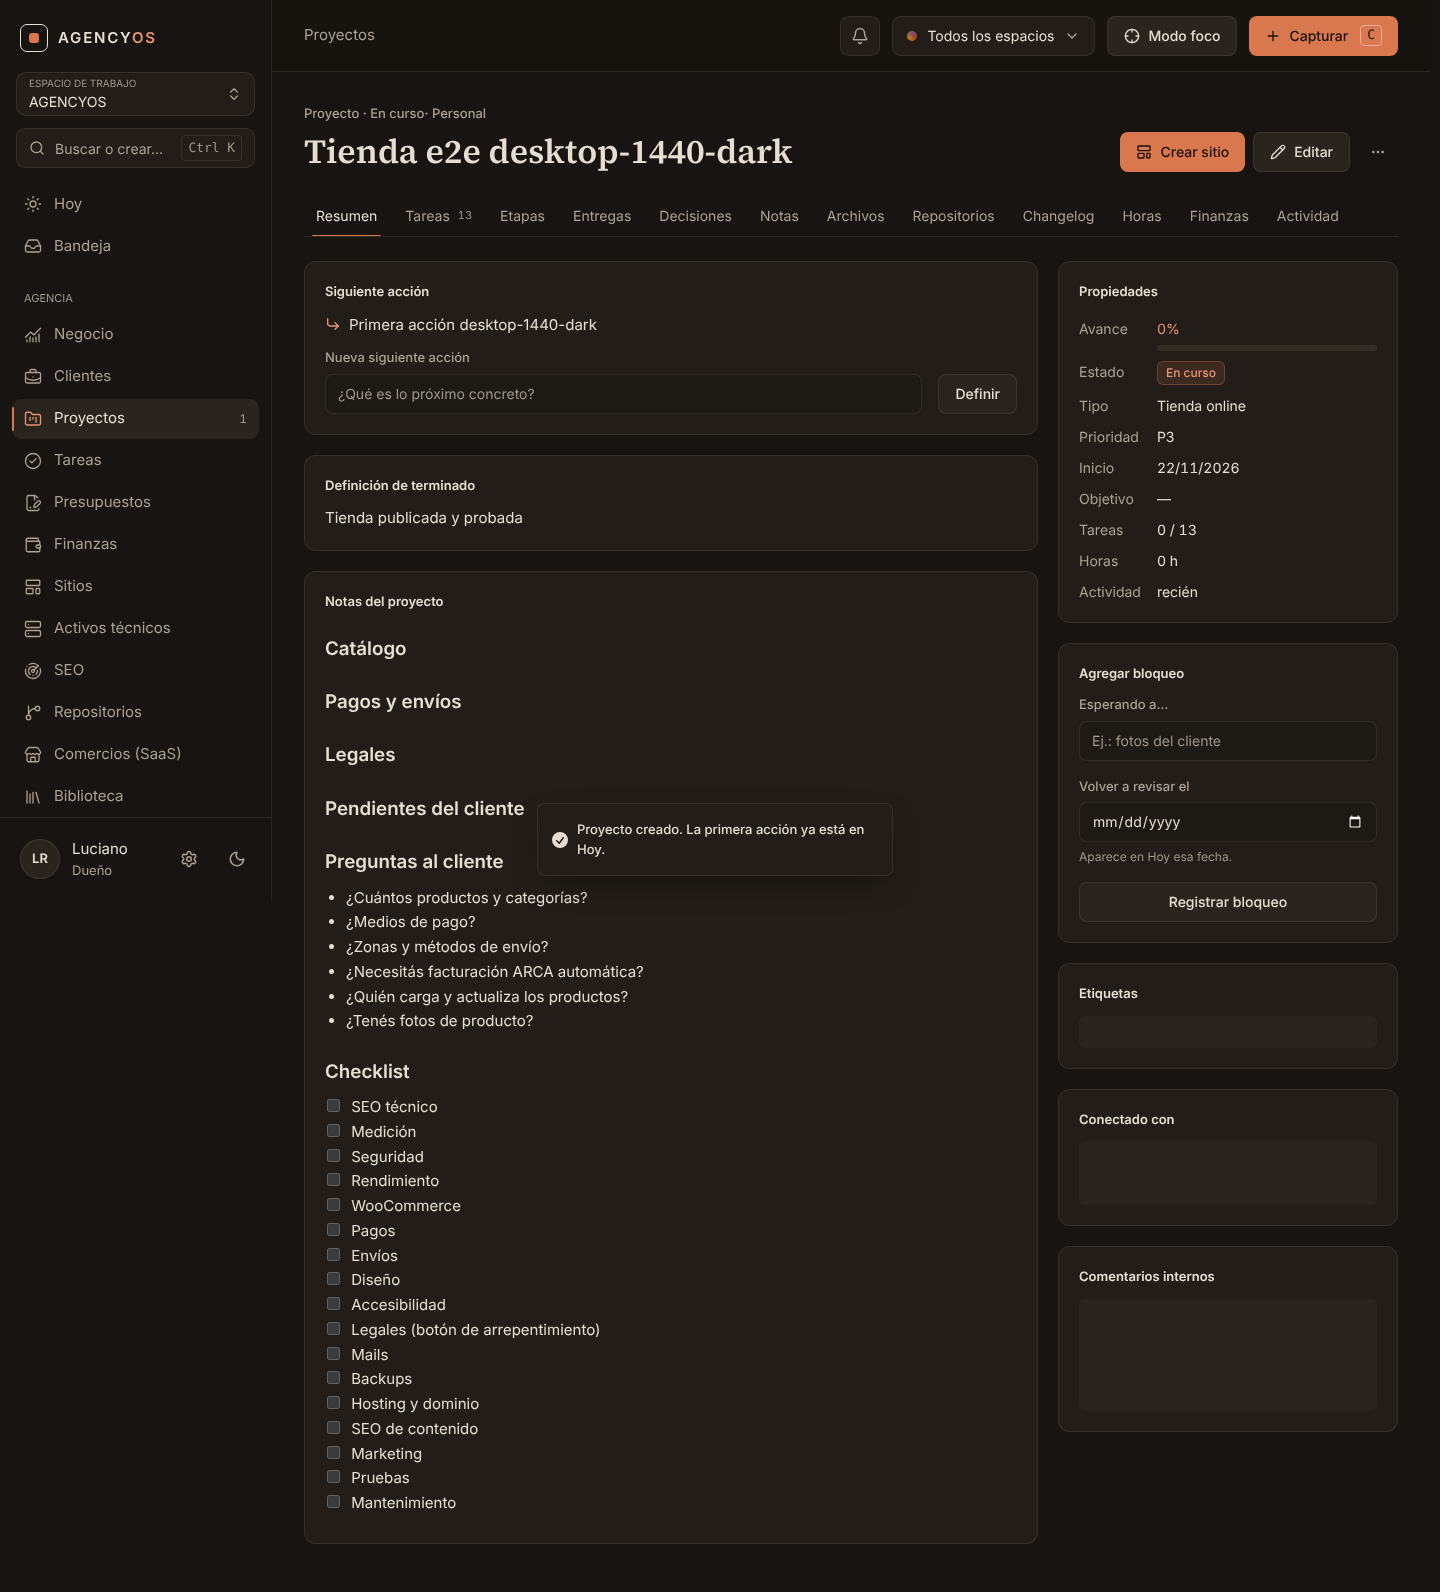 AGENCYOS
ESPACIO DE TRABAJO
AGENCYOS
Buscar o crear... Ctrl K
Hoy
Bandeja
AGENCIA
Negocio
Clientes
Proyectos 1
Tareas
Presupuestos
Finanzas
Sitios
Activos técnicos
SEO
Repositorios
Comercios (SaaS)
Biblioteca
LR
Luciano
Dueño
Proyectos
Todos los espacios
Modo foco
Capturar C
Proyecto · En curso· Personal
Tienda e2e desktop-1440-dark
Crear sitio
Editar
Resumen Tareas 13 Etapas Entregas Decisiones Notas Archivos Repositorios Changelog Horas Finanzas Actividad
Siguiente acción
Primera acción desktop-1440-dark
Nueva siguiente acción
¿Qué es lo próximo concreto?
Definir
Definición de terminado
Tienda publicada y probada
Notas del proyecto
Catálogo
Pagos y envíos
Legales
Pendientes del cliente
Proyecto creado. La primera acción ya está en
Hoy.
Preguntas al cliente
• ¿Cuántos productos y categorías?
• ¿Medios de pago?
• ¿Zonas y métodos de envío?
• ¿Necesitás facturación ARCA automática?
• ¿Quién carga y actualiza los productos?
• ¿Tenés fotos de producto?
Checklist
SEO técnico
Medición
Seguridad
Rendimiento
WooCommerce
Pagos
Envíos
Diseño
Accesibilidad
Legales (botón de arrepentimiento)
Mails
Backups
Hosting y dominio
SEO de contenido
Marketing
Pruebas
Mantenimiento
Propiedades
Avance 0%
Estado En curso
Tipo Tienda online
Prioridad P3
Inicio 22/11/2026
Objetivo —
Tareas 0 / 13
Horas 0 h
Actividad recién
Agregar bloqueo
Esperando a...
Ej.: fotos del cliente
Volver a revisar el
mm/dd/yyyy
Aparece en Hoy esa fecha.
Registrar bloqueo
Etiquetas
Conectado con
Comentarios internos